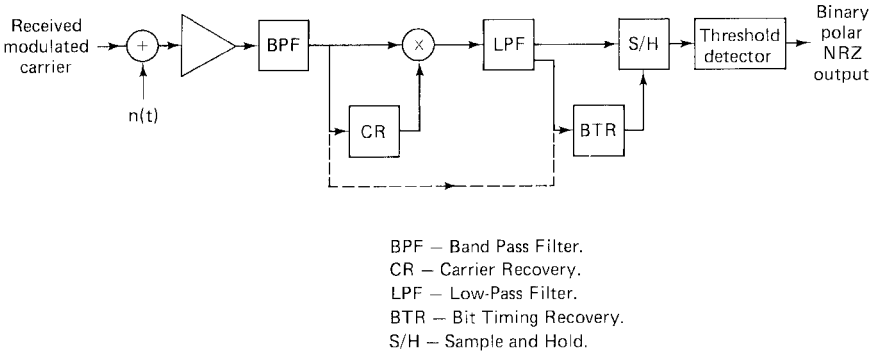 Received
modulated
carrier
+
n(t)
BPF
×
CR
LPF
BTR
S/H
Threshold
detector
Binary
polar
NRZ
output
BPF — Band Pass Filter.
CR — Carrier Recovery.
LPF — Low-Pass Filter.
BTR — Bit Timing Recovery.
S/H — Sample and Hold.